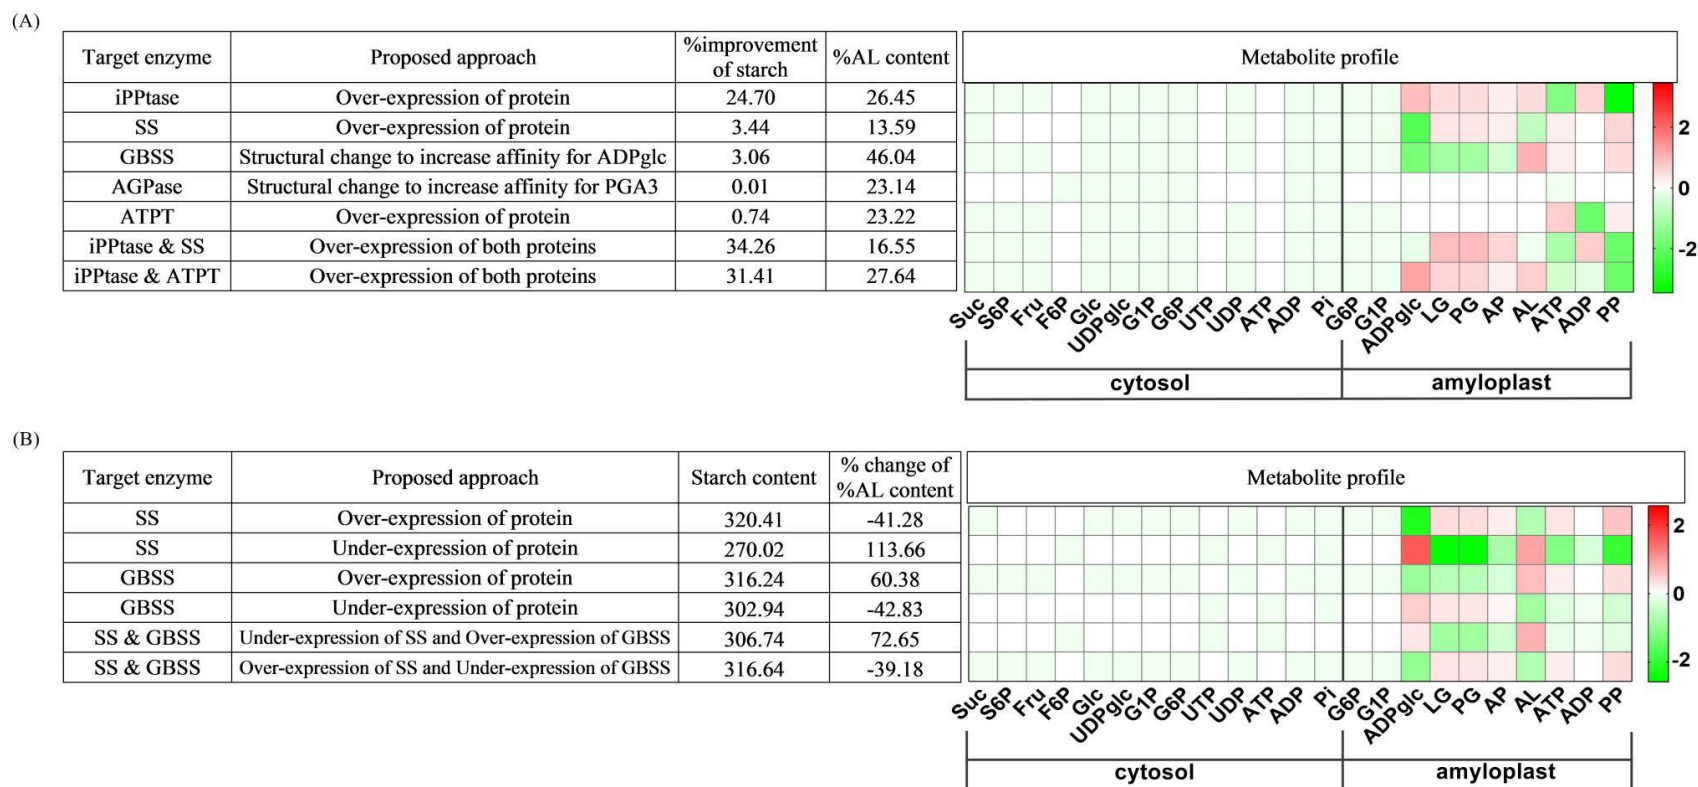 (A)
Target enzyme Proposed approach %improvement of starch %AL content Metabolite profile
iPPtase Over-expression of protein 24.70 26.45
SS Over-expression of protein 3.44 13.59
GBSS Structural change to increase affinity for ADPglc 3.06 46.04
AGPase Structural change to increase affinity for PGA3 0.01 23.14
ATPT Over-expression of protein 0.74 23.22
iPPtase & SS Over-expression of both proteins 34.26 16.55
iPPtase & ATPT Over-expression of both proteins 31.41 27.64
2
0
-2
Suc S6P Fru F6P Glc UDPglc G1P G6P UTP UDP ATP ADP Pi G6P G1P ADPglc LG PG AP AL ATP ADP PP
cytosol amyloplast
(B)
Target enzyme Proposed approach Starch content % change of %AL content Metabolite profile
SS Over-expression of protein 320.41 -41.28
SS Under-expression of protein 270.02 113.66
GBSS Over-expression of protein 316.24 60.38
GBSS Under-expression of protein 302.94 -42.83
SS & GBSS Under-expression of SS and Over-expression of GBSS 306.74 72.65
SS & GBSS Over-expression of SS and Under-expression of GBSS 316.64 -39.18
2
0
-2
Suc S6P Fru F6P Glc UDPglc G1P G6P UTP UDP ATP ADP Pi G6P G1P ADPglc LG PG AP AL ATP ADP PP
cytosol amyloplast